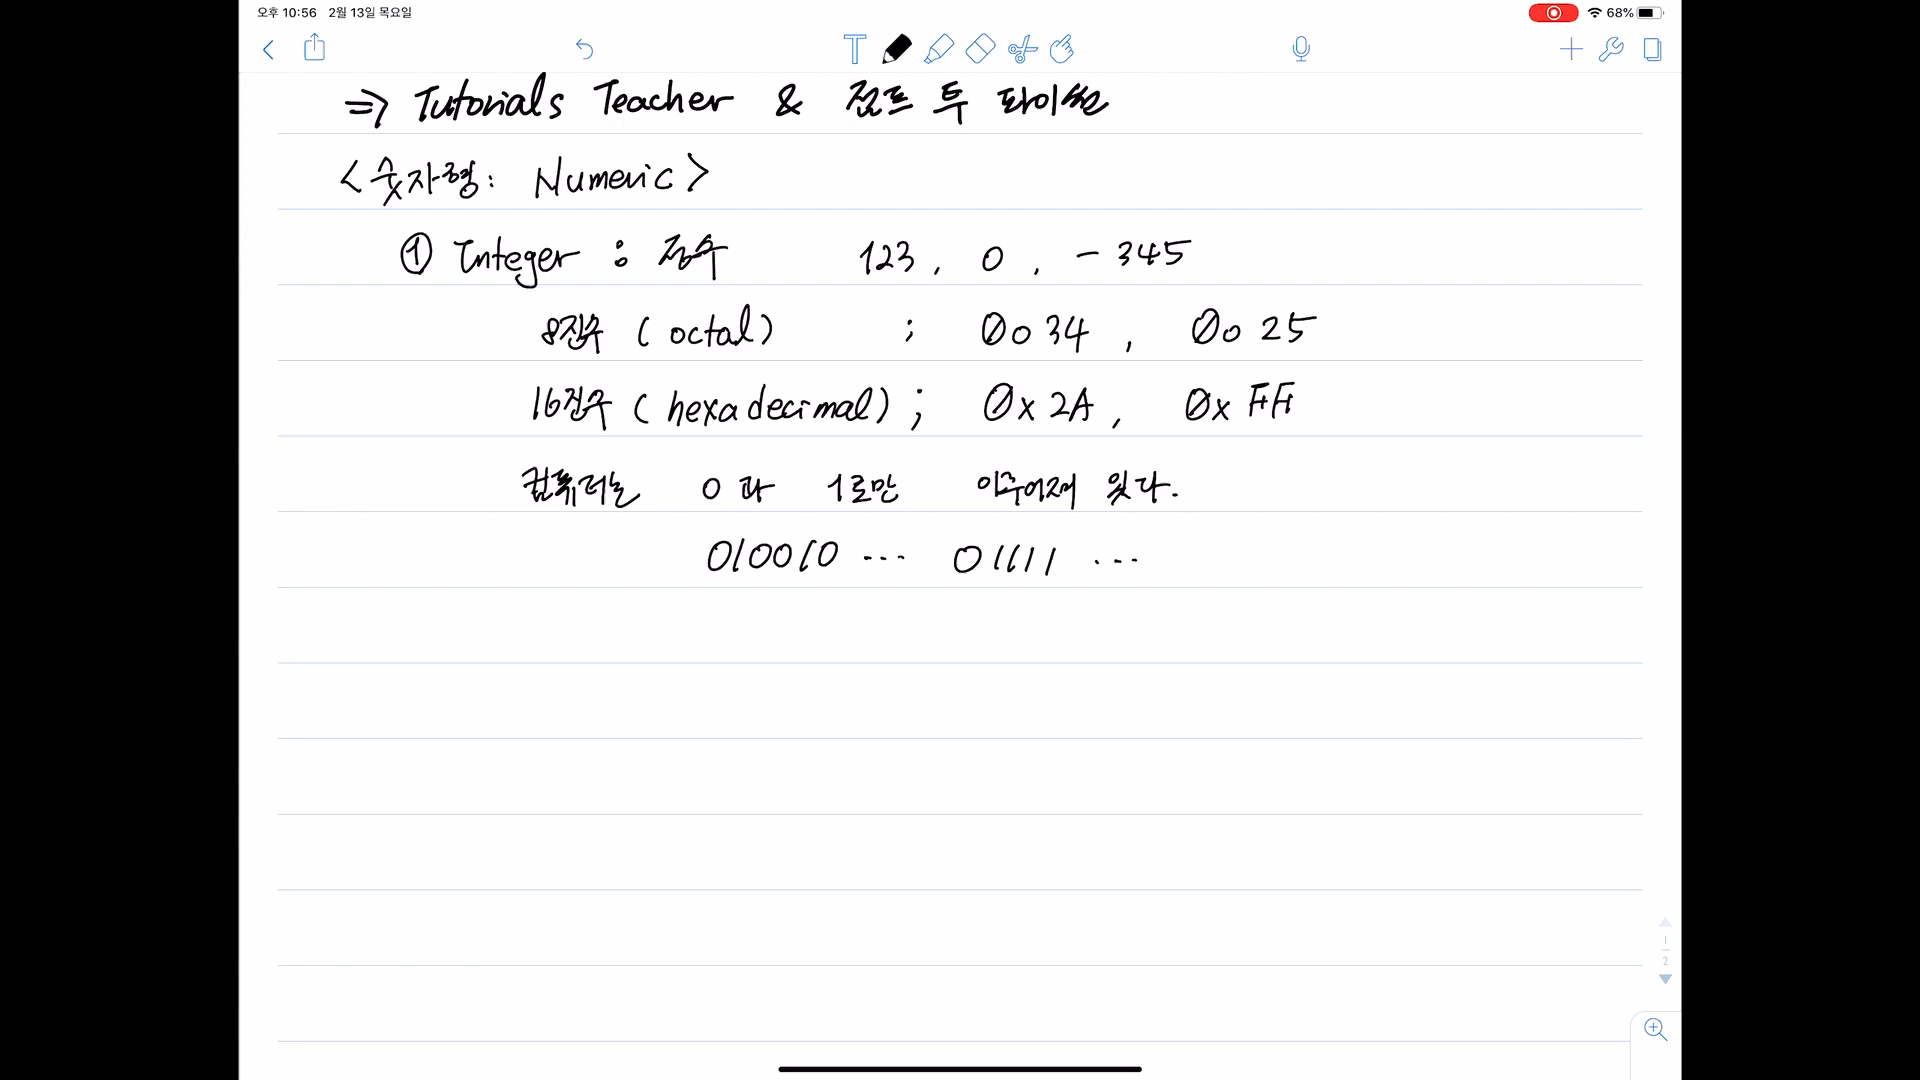 오후 10:56 2월 13일 목요일
68%
⇒ Tutorials Teacher & 점프 투 파이썬
<숫자형: Numeric>
① Integer : 정수 123, 0, -345
8진수 (octal) ; 0o34, 0o25
16진수 (hexadecimal) ; 0x2A, 0xFF
컴퓨터는 0과 1로만 이루어져 있다.
010010 ... 01111 ...
1
2